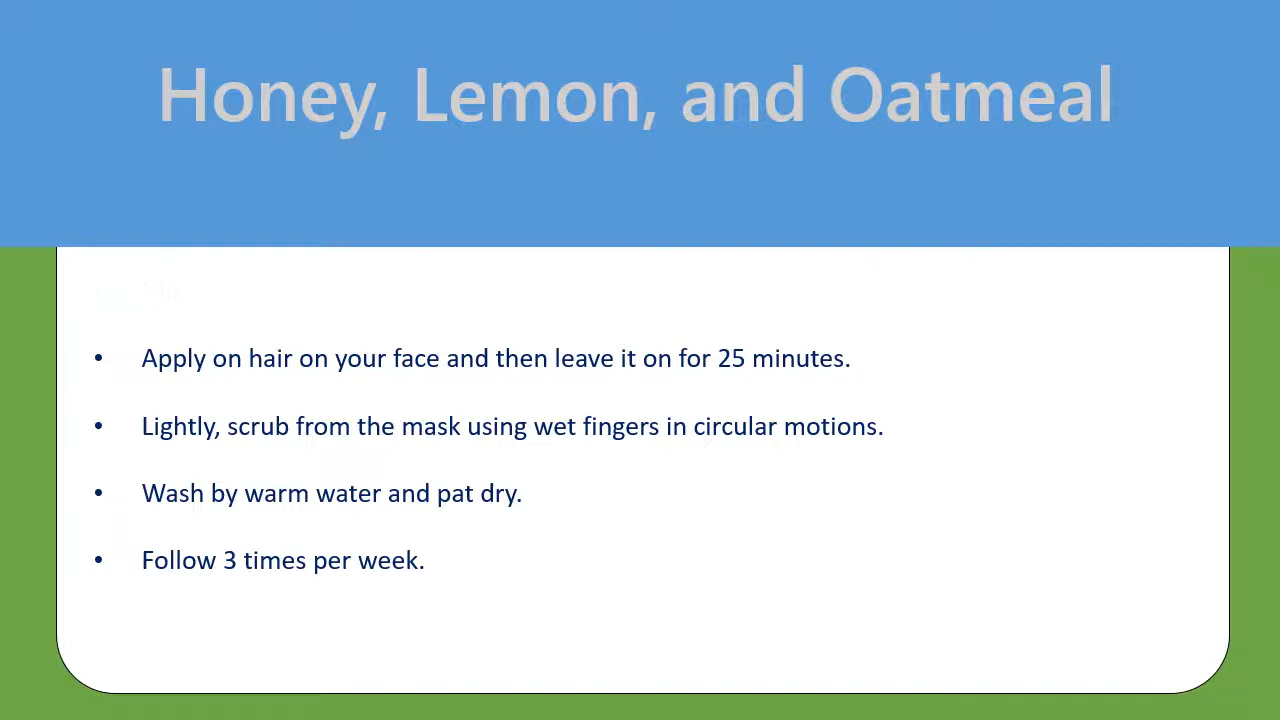 Honey, Lemon, and Oatmeal
• Apply on hair on your face and then leave it on for 25 minutes.
• Lightly, scrub from the mask using wet fingers in circular motions.
• Wash by warm water and pat dry.
• Follow 3 times per week.